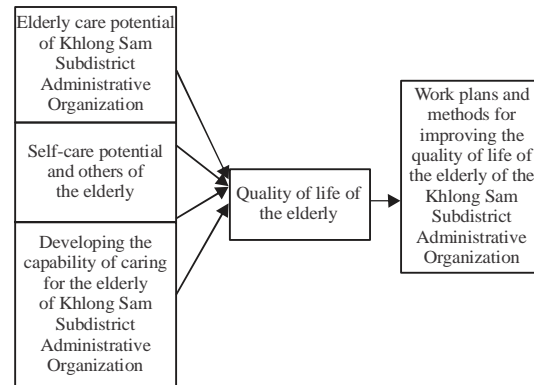 Elderly care potential
of Khlong Sam
Subdistrict
Administrative
Organization
Self-care potential
and others of
the elderly
Developing the
capability of caring
for the elderly
of Khlong Sam
Subdistrict
Administrative
Organization
Quality of life of
the elderly
Work plans and
methods for
improving the
quality of life of
the elderly of the
Khlong Sam
Subdistrict
Administrative
Organization